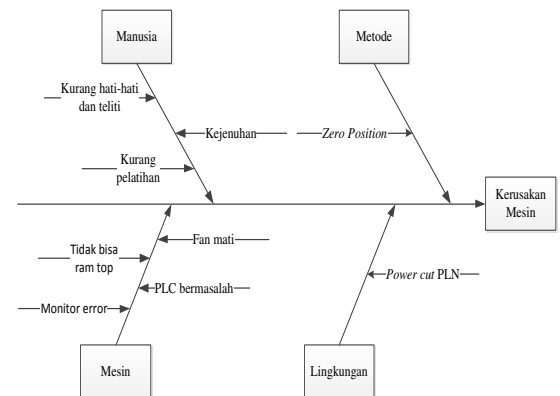 Manusia
Metode
Kurang hati-hati
dan teliti
Kejenuhan
Zero Position
Kurang
pelatihan
Kerusakan
Mesin
Fan mati
Tidak bisa
ram top
Power cut PLN
PLC bermasalah
Monitor error
Mesin
Lingkungan